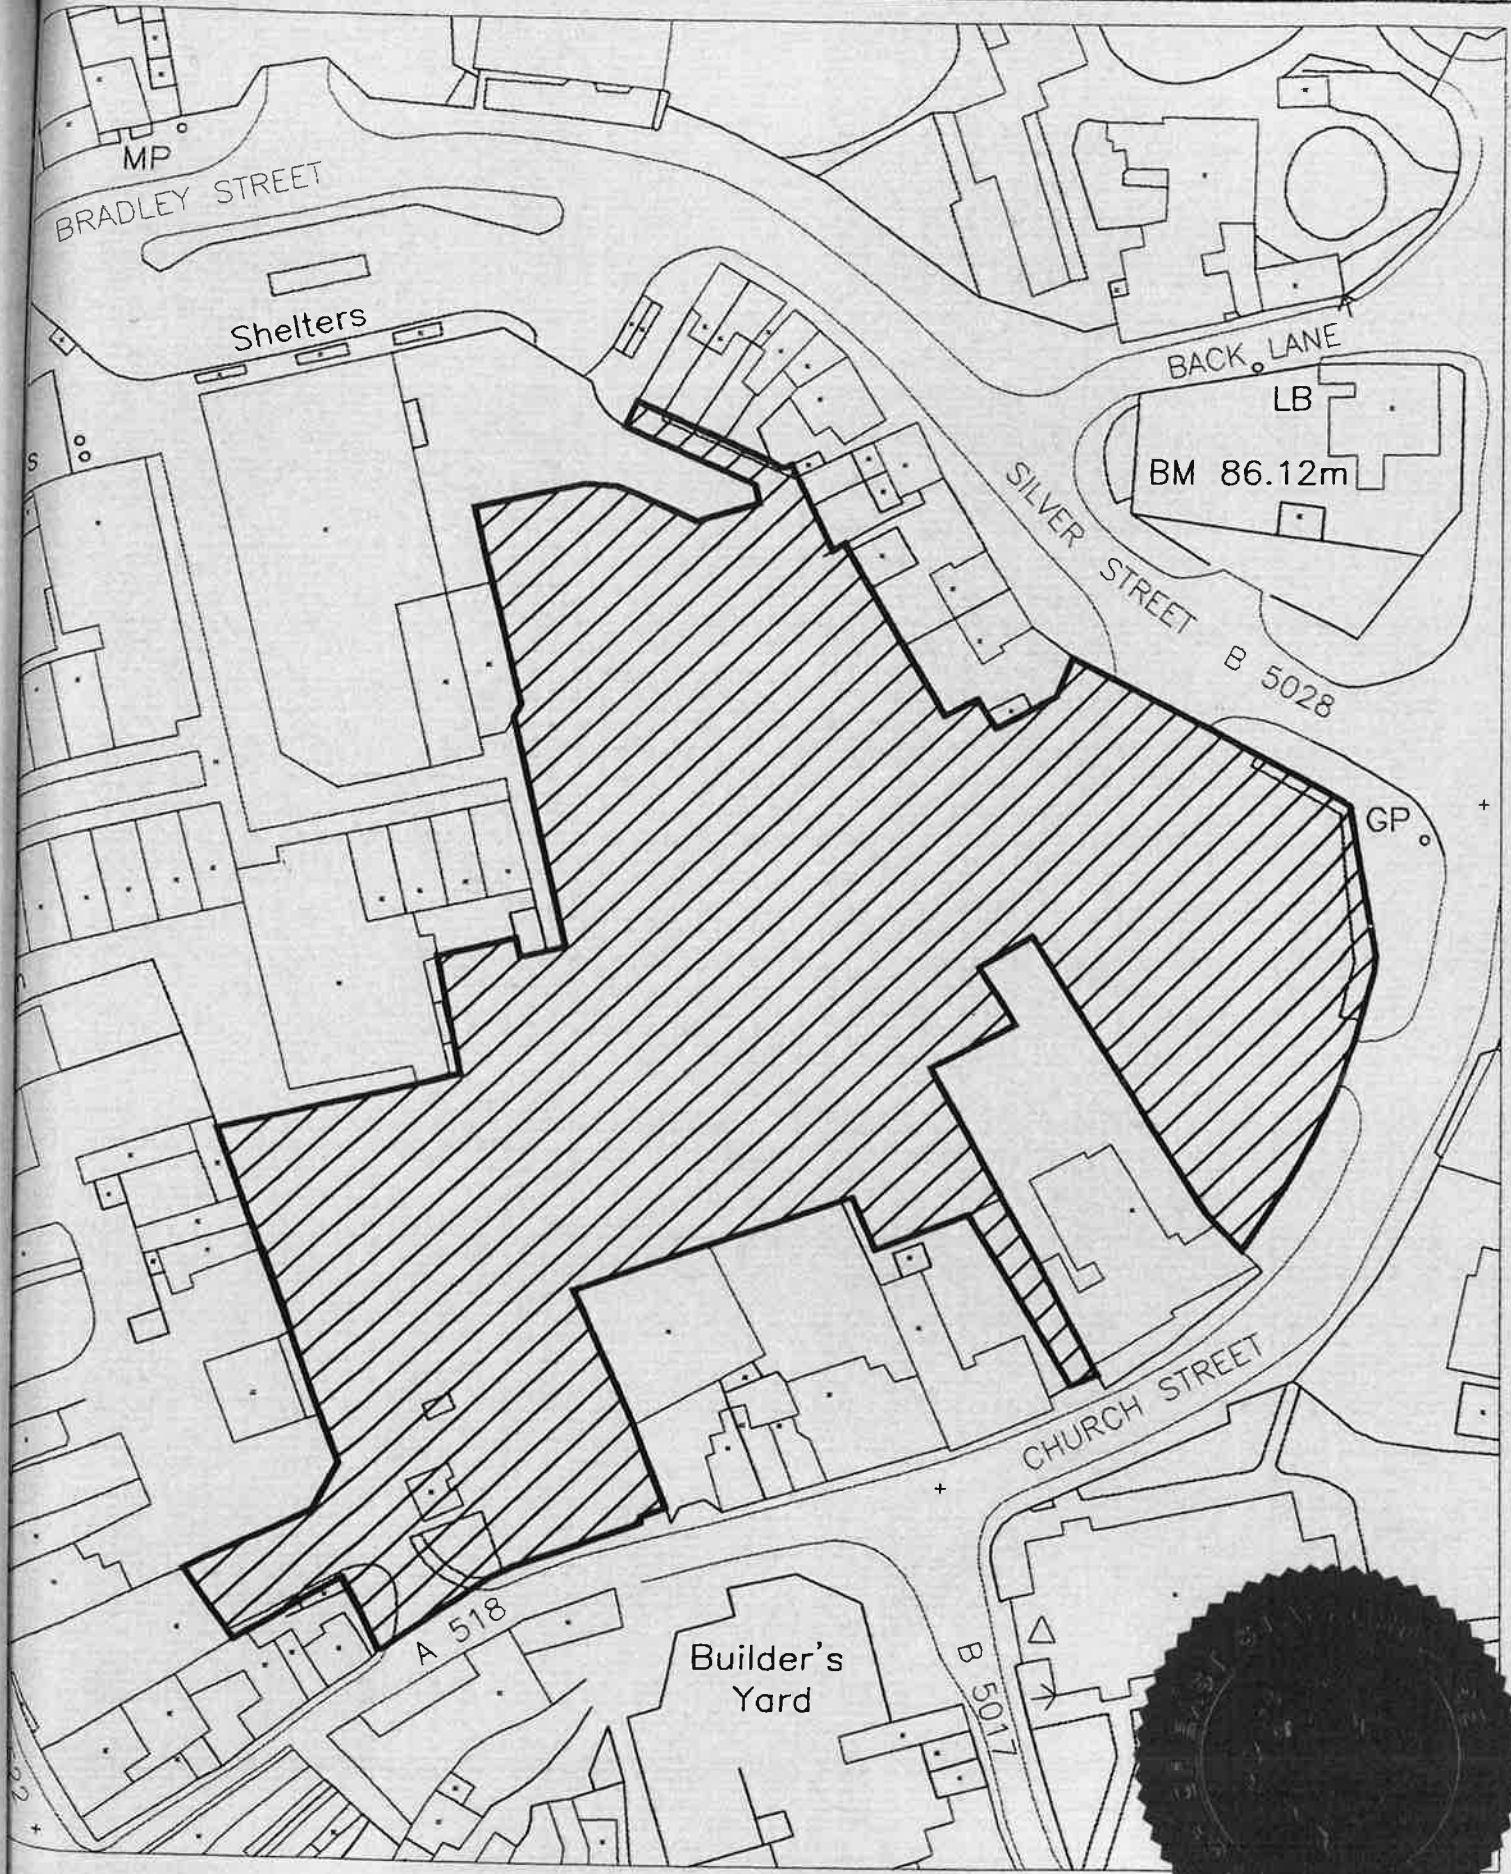 MP
BRADLEY STREET
Shelters
BACK LANE
LB
BM 86.12m
s
SILVER STREET B 5028
GP
CHURCH STREET
A 518
Builder's
Yard
B 5017
22